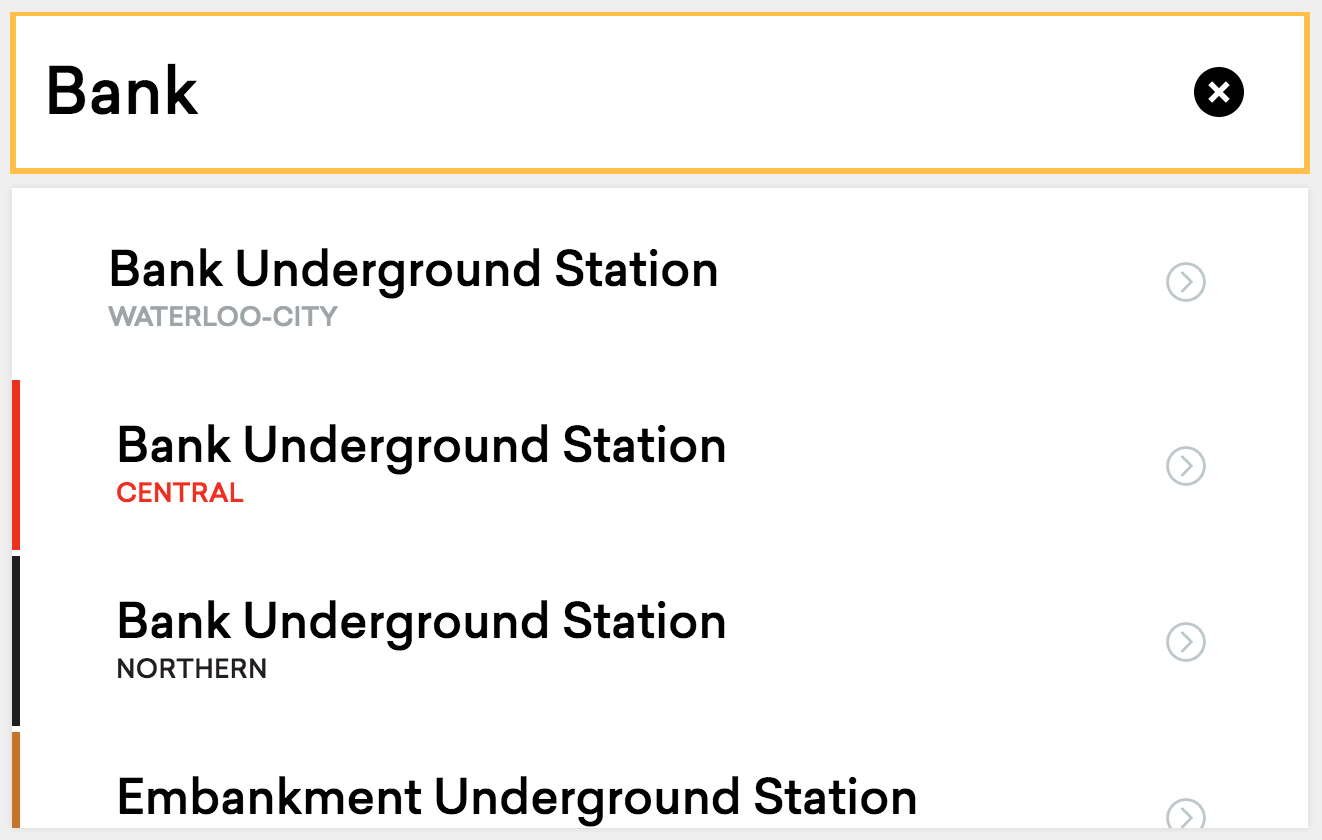 Bank
Bank Underground Station
WATERLOO-CITY
Bank Underground Station
CENTRAL
Bank Underground Station
NORTHERN
Embankment Underground Station